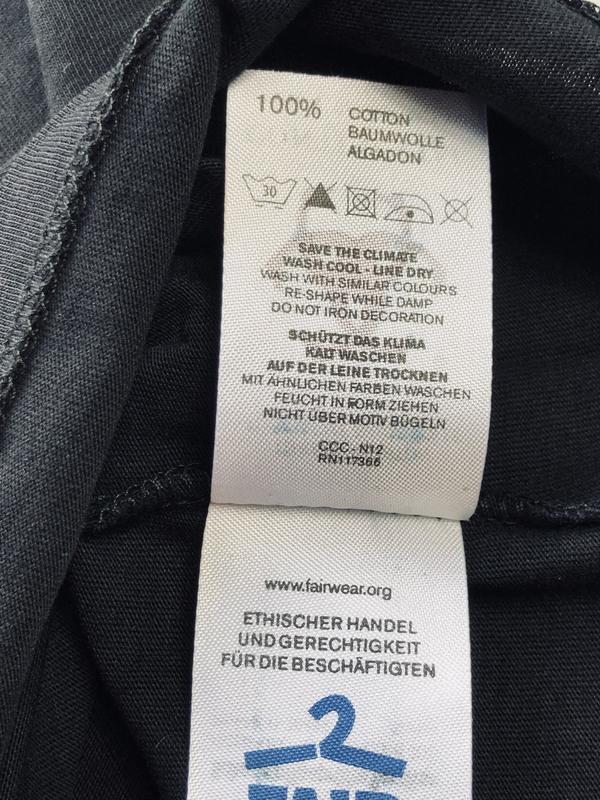 100% COTTON
BAUMWOLLE
ALGADON
30
SAVE THE CLIMATE
WASH COOL - LINE DRY
WASH WITH SIMILAR COLOURS
RE-SHAPE WHILE DAMP
DO NOT IRON DECORATION
SCHÜTZT DAS KLIMA
KALT WASCHEN
AUF DER LEINE TROCKNEN
MIT ÄHNLICHEN FARBEN WASCHEN
FEUCHT IN FORM ZIEHEN
NICHT ÜBER MOTIV BÜGELN
CCC - N12
RN117366
www.fairwear.org
ETHISCHER HANDEL
UND GERECHTIGKEIT
FÜR DIE BESCHÄFTIGTEN